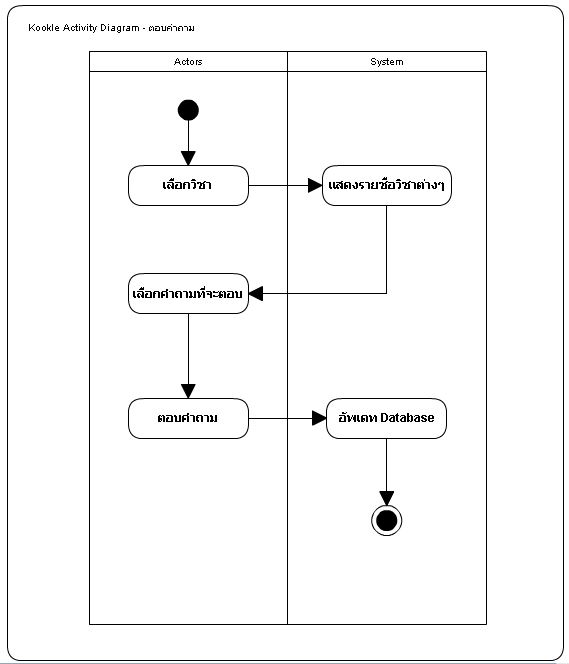 Kookle Activity Diagram - ตอบคำถาม
Actors
System
เลือกวิชา
แสดงรายชื่อวิชาต่างๆ
เลือกคำถามที่จะตอบ
ตอบคำถาม
อัพเดท Database